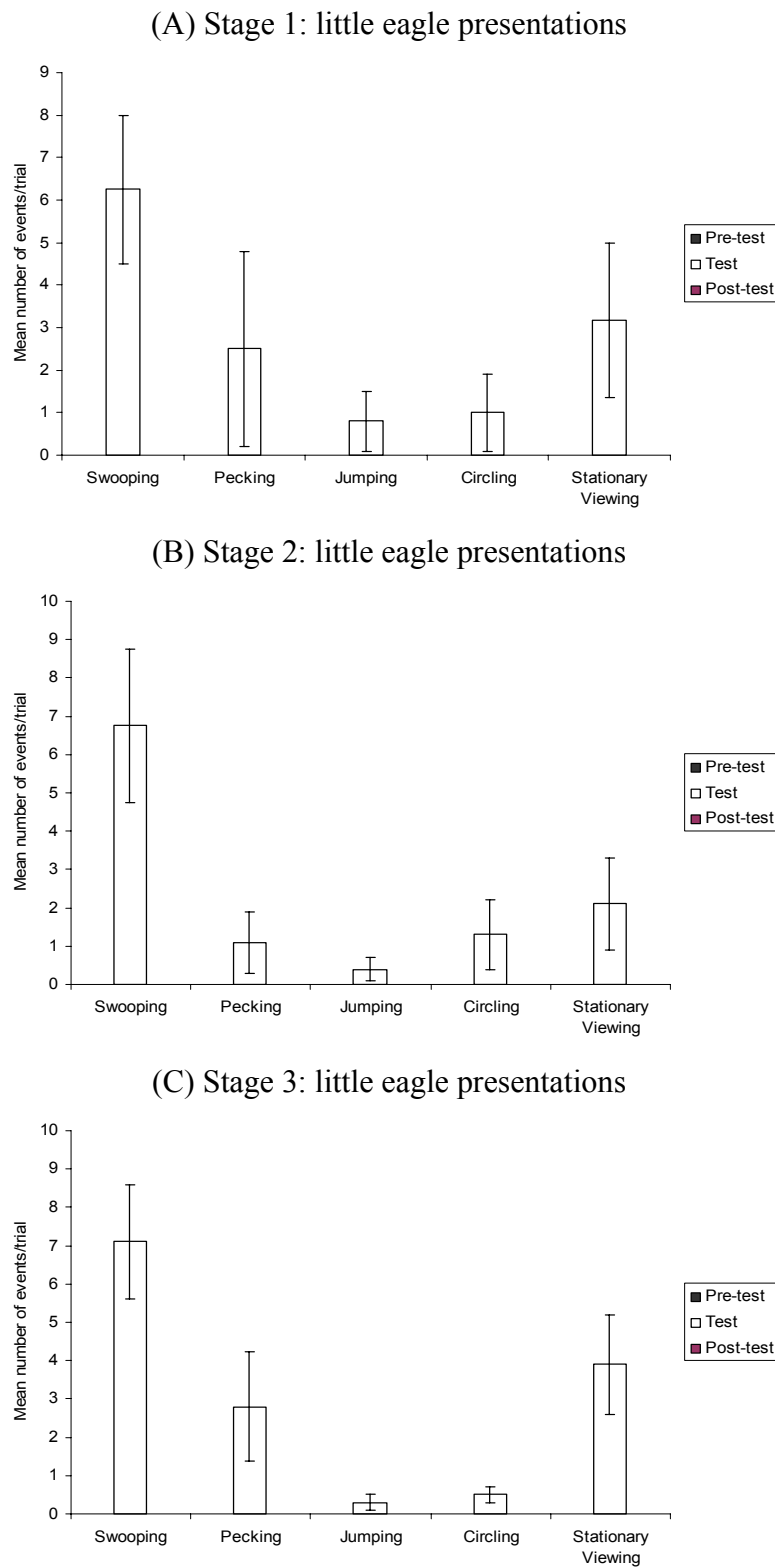 (A) Stage 1: little eagle presentations
9
8
7
6
5
4
3
2
1
0
Mean number of events/trial
Swooping
Pecking
Jumping
Circling
Stationary
Viewing
Pre-test
Test
Post-test
(B) Stage 2: little eagle presentations
10
9
8
7
6
5
4
3
2
1
0
Mean number of events/trial
Swooping
Pecking
Jumping
Circling
Stationary
Viewing
Pre-test
Test
Post-test
(C) Stage 3: little eagle presentations
10
9
8
7
6
5
4
3
2
1
0
Mean number of events/trial
Swooping
Pecking
Jumping
Circling
Stationary
Viewing
Pre-test
Test
Post-test